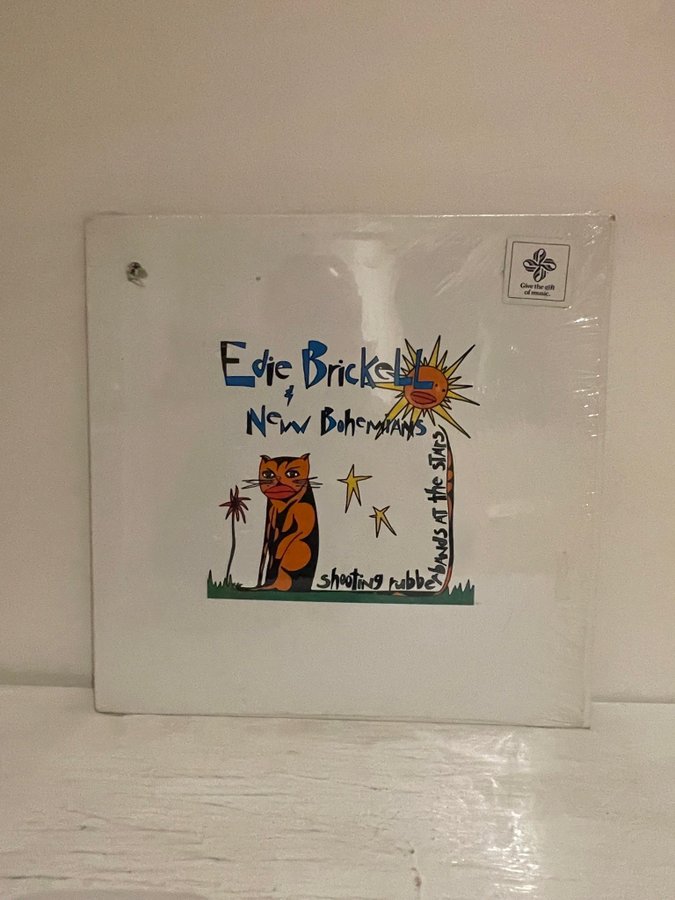 Give the gift
of music.
Edie Brickell
&
New Bohemians
shooting rubberbands at the stars